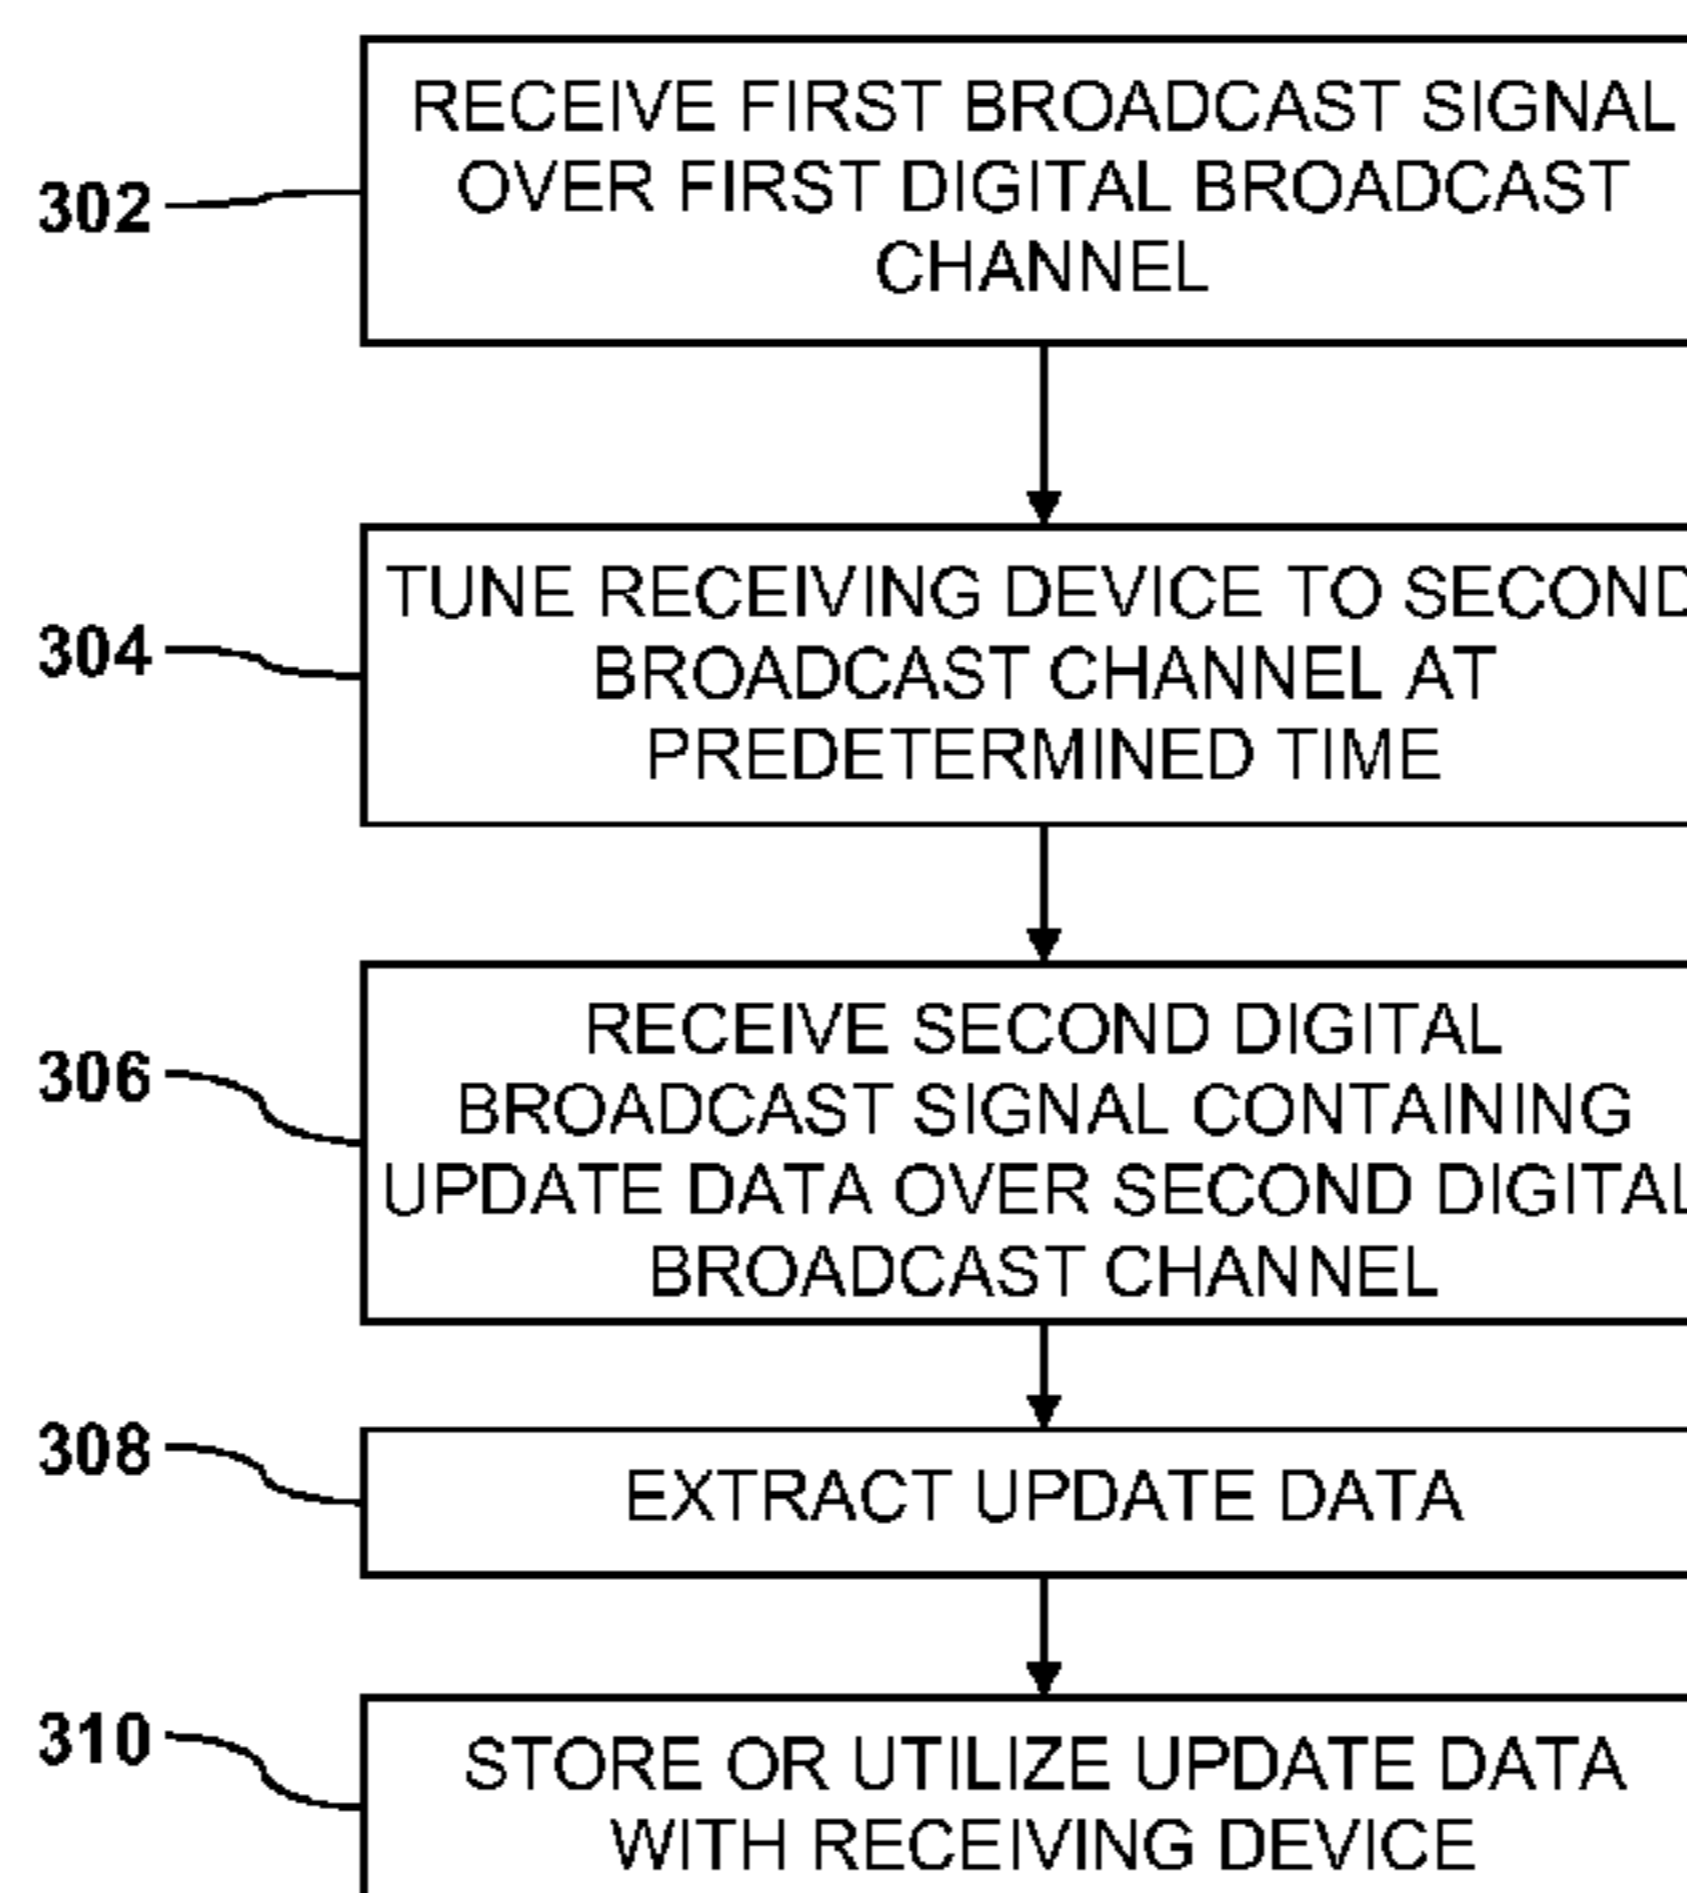 302
RECEIVE FIRST BROADCAST SIGNAL
OVER FIRST DIGITAL BROADCAST
CHANNEL
304
TUNE RECEIVING DEVICE TO SECOND
BROADCAST CHANNEL AT
PREDETERMINED TIME
306
RECEIVE SECOND DIGITAL
BROADCAST SIGNAL CONTAINING
UPDATE DATA OVER SECOND DIGITAL
BROADCAST CHANNEL
308
EXTRACT UPDATE DATA
310
STORE OR UTILIZE UPDATE DATA
WITH RECEIVING DEVICE